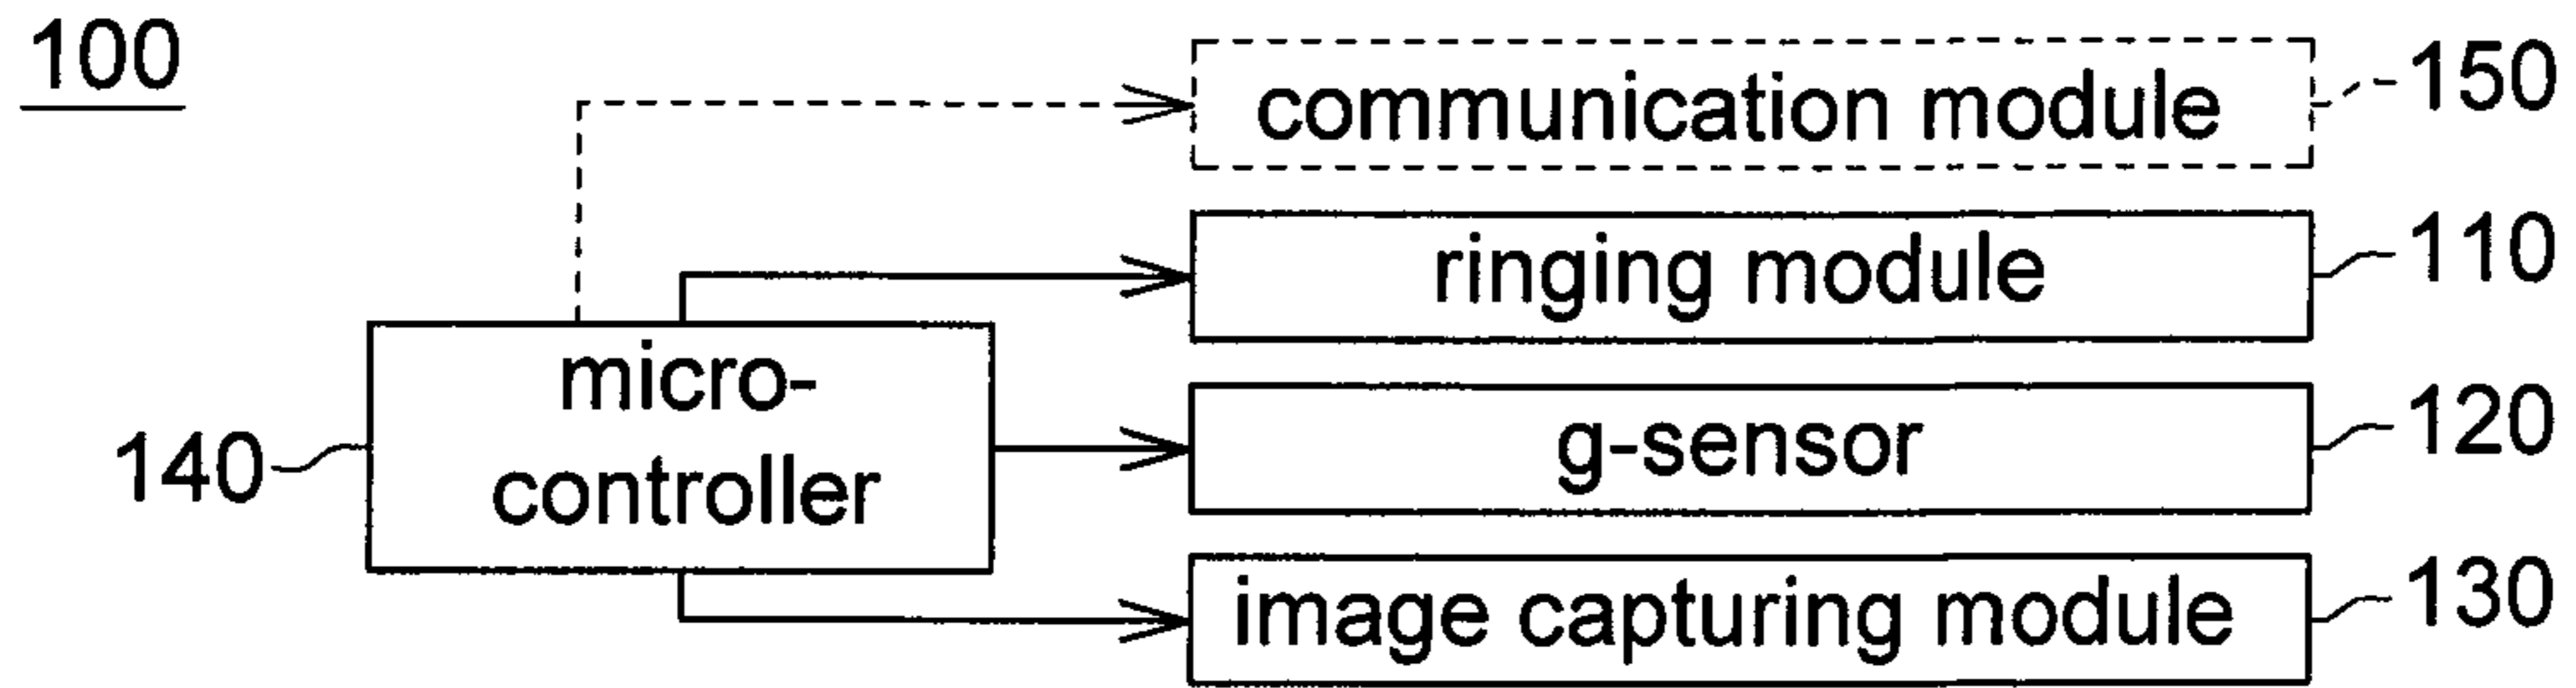 100
communication module
150
ringing module
110
micro-
controller
140
g-sensor
120
image capturing module
130